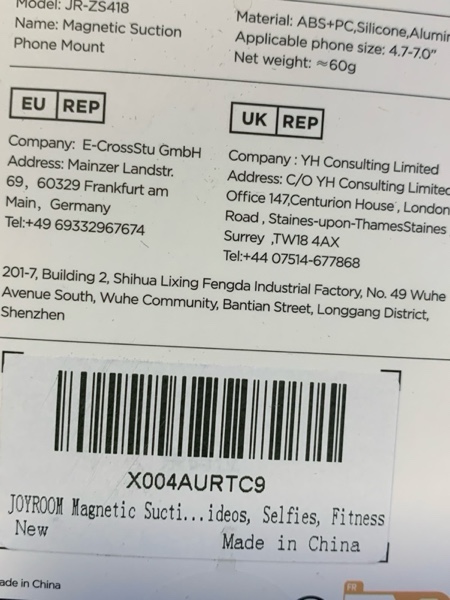 Model: JR-ZS418
Name: Magnetic Suction
Phone Mount
Material: ABS+PC,Silicone,Alumin
Applicable phone size: 4.7-7.0"
Net weight: ≈60g
EU REP
Company: E-CrossStu GmbH
Address: Mainzer Landstr.
69, 60329 Frankfurt am
Main, Germany
Tel:+49 69332967674
UK REP
Company : YH Consulting Limited
Address: C/O YH Consulting Limited
Office 147,Centurion House , London
Road , Staines-upon-ThamesStaines
Surrey ,TW18 4AX
Tel:+44 07514-677868
201-7, Building 2, Shihua Lixing Fengda Industrial Factory, No. 49 Wuhe
Avenue South, Wuhe Community, Bantian Street, Longgang District,
Shenzhen
X004AURTC9
JOYROOM Magnetic Sucti...ideos, Selfies, Fitness
New
Made in China
ade in China
FR